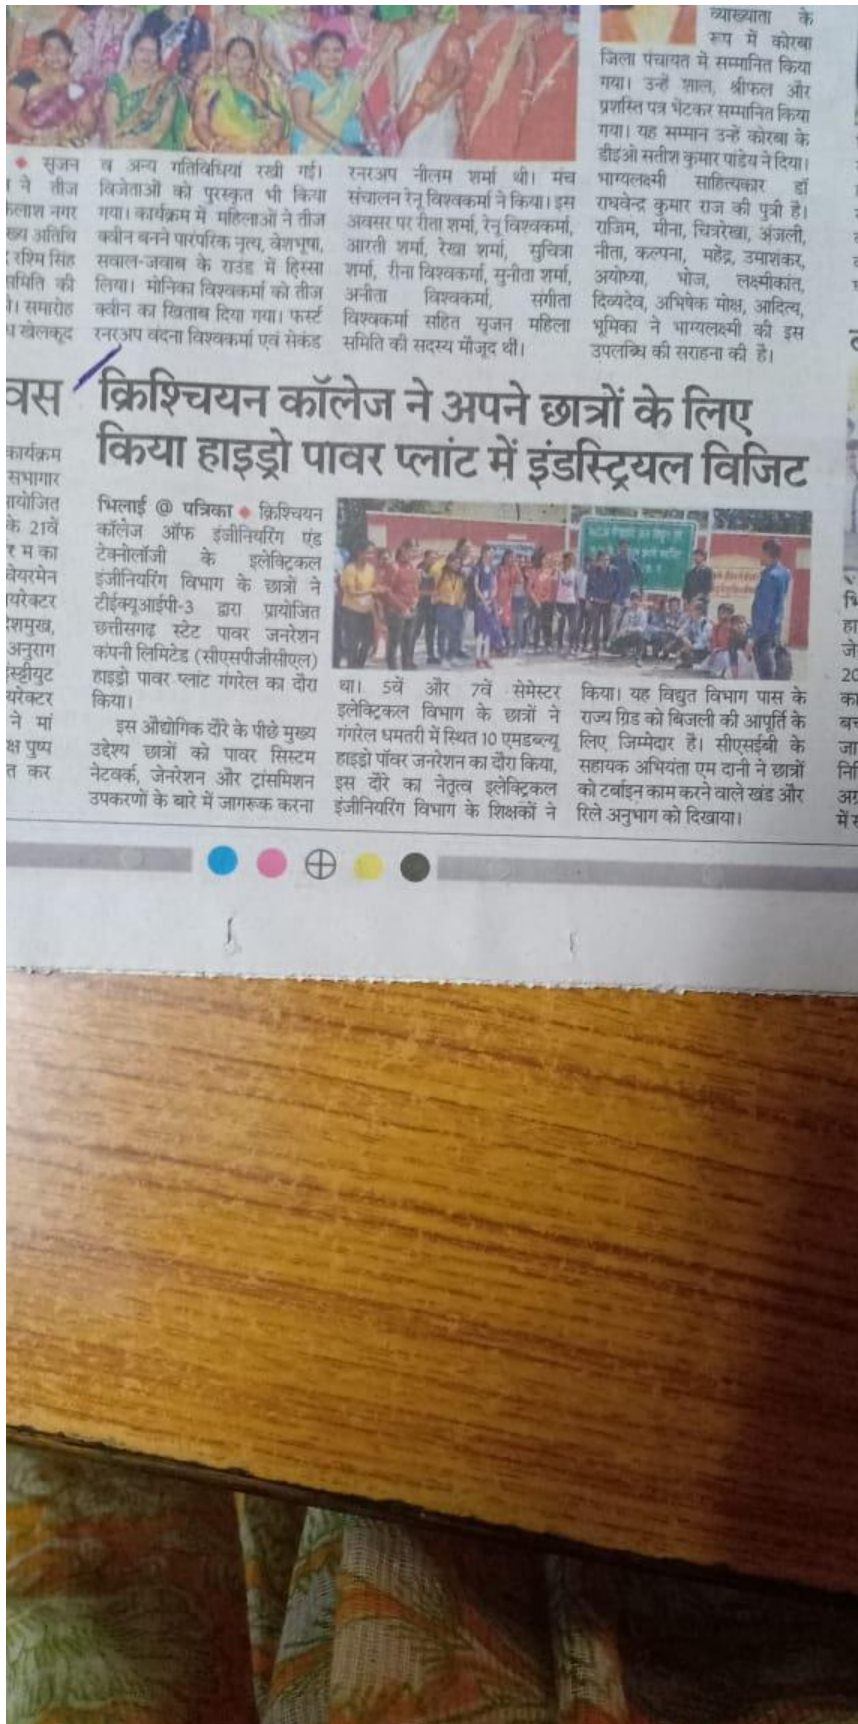 व्याख्याता के
रूप में कोरबा
जिला पंचायत में सम्मानित किया
गया। उन्हें शाल, श्रीफल और
प्रशस्ति पत्र भेंटकर सम्मानित किया
गया। यह सम्मान उन्हें कोरबा के
डीइओ सतीश कुमार पांडेय ने दिया।
भाग्यलक्ष्मी साहित्यकार डॉ
राघवेन्द्र कुमार राज की पुत्री है।
राजिम, मीना, चित्ररेखा, अंजली,
नीता, कल्पना, महेंद्र, उमाशंकर,
अयोध्या, भोज, लक्ष्मीकांत,
दिव्यदेव, अभिषेक मोक्ष, आदित्य,
भूमिका ने भाग्यलक्ष्मी की इस
उपलब्धि की सराहना की है।
सृजन
ने तीज
कैलाश नगर
ख्य अतिथि
रश्मि सिंह
समिति की
। समारोह
खेलकूद
व अन्य गतिविधियां रखी गई।
विजेताओं को पुरस्कृत भी किया
गया। कार्यक्रम में महिलाओं ने तीज
क्वीन बनने पारंपरिक नृत्य, वेशभूषा,
सवाल-जवाब के राउंड में हिस्सा
लिया। मोनिका विश्वकर्मा को तीज
क्वीन का खिताब दिया गया। फर्स्ट
रनरअप वंदना विश्वकर्मा एवं सेकंड
रनरअप नीलम शर्मा थी। मंच
संचालन रेनू विश्वकर्मा ने किया। इस
अवसर पर रीता शर्मा, रेनू विश्वकर्मा,
आरती शर्मा, रेखा शर्मा, सुचित्रा
शर्मा, रीना विश्वकर्मा, सुनीता शर्मा,
अनीता विश्वकर्मा, संगीता
विश्वकर्मा सहित सृजन महिला
समिति की सदस्य मौजूद थी।
वस
क्रिश्चियन कॉलेज ने अपने छात्रों के लिए
किया हाइड्रो पावर प्लांट में इंडस्ट्रियल विजिट
कार्यक्रम
सभागार
ायोजित
के 21वें
र म का
वेयरमेन
यरेक्टर
देशमुख,
अनुराग
ंस्टीयुट
यरेक्टर
ने मां
क्ष पुष्प
त कर
भिलाई @ पत्रिका ◆ क्रिश्चियन
कॉलेज ऑफ इंजीनियरिंग एंड
टेक्नोलॉजी के इलेक्ट्रिकल
इंजीनियरिंग विभाग के छात्रों ने
टीईक्यूआईपी-3 द्वारा प्रायोजित
छत्तीसगढ़ स्टेट पावर जनरेशन
कंपनी लिमिटेड (सीएसपीजीसीएल)
हाइड्रो पावर प्लांट गंगरेल का दौरा
किया।
इस औद्योगिक दौरे के पीछे मुख्य
उद्देश्य छात्रों को पावर सिस्टम
नेटवर्क, जेनरेशन और ट्रांसमिशन
उपकरणों के बारे में जागरूक करना
था। 5वें और 7वें सेमेस्टर
इलेक्ट्रिकल विभाग के छात्रों ने
गंगरेल धमतरी में स्थित 10 एमडब्ल्यू
हाइड्रो पॉवर जनरेशन का दौरा किया,
इस दौरे का नेतृत्व इलेक्ट्रिकल
इंजीनियरिंग विभाग के शिक्षकों ने
किया। यह विद्युत विभाग पास के
राज्य ग्रिड को बिजली की आपूर्ति के
लिए जिम्मेदार है। सीएसईबी के
सहायक अभियंता एम दानी ने छात्रों
को टर्बाइन काम करने वाले खंड और
रिले अनुभाग को दिखाया।
भि
हा
जे
20
का
बच
जा
नि
अग्र
में